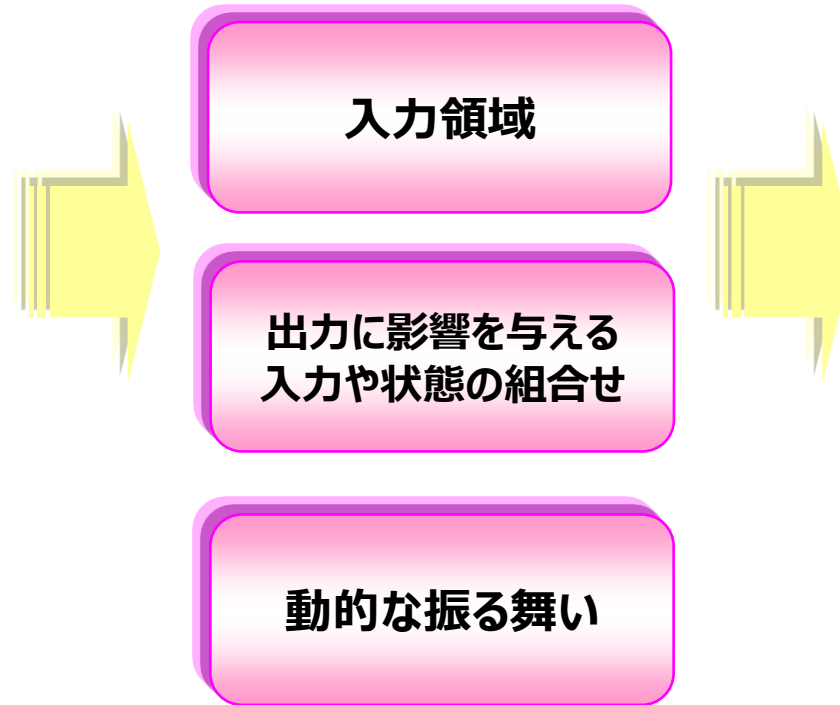 入力領域
出力に影響を与える
入力や状態の組合せ
動的な振る舞い